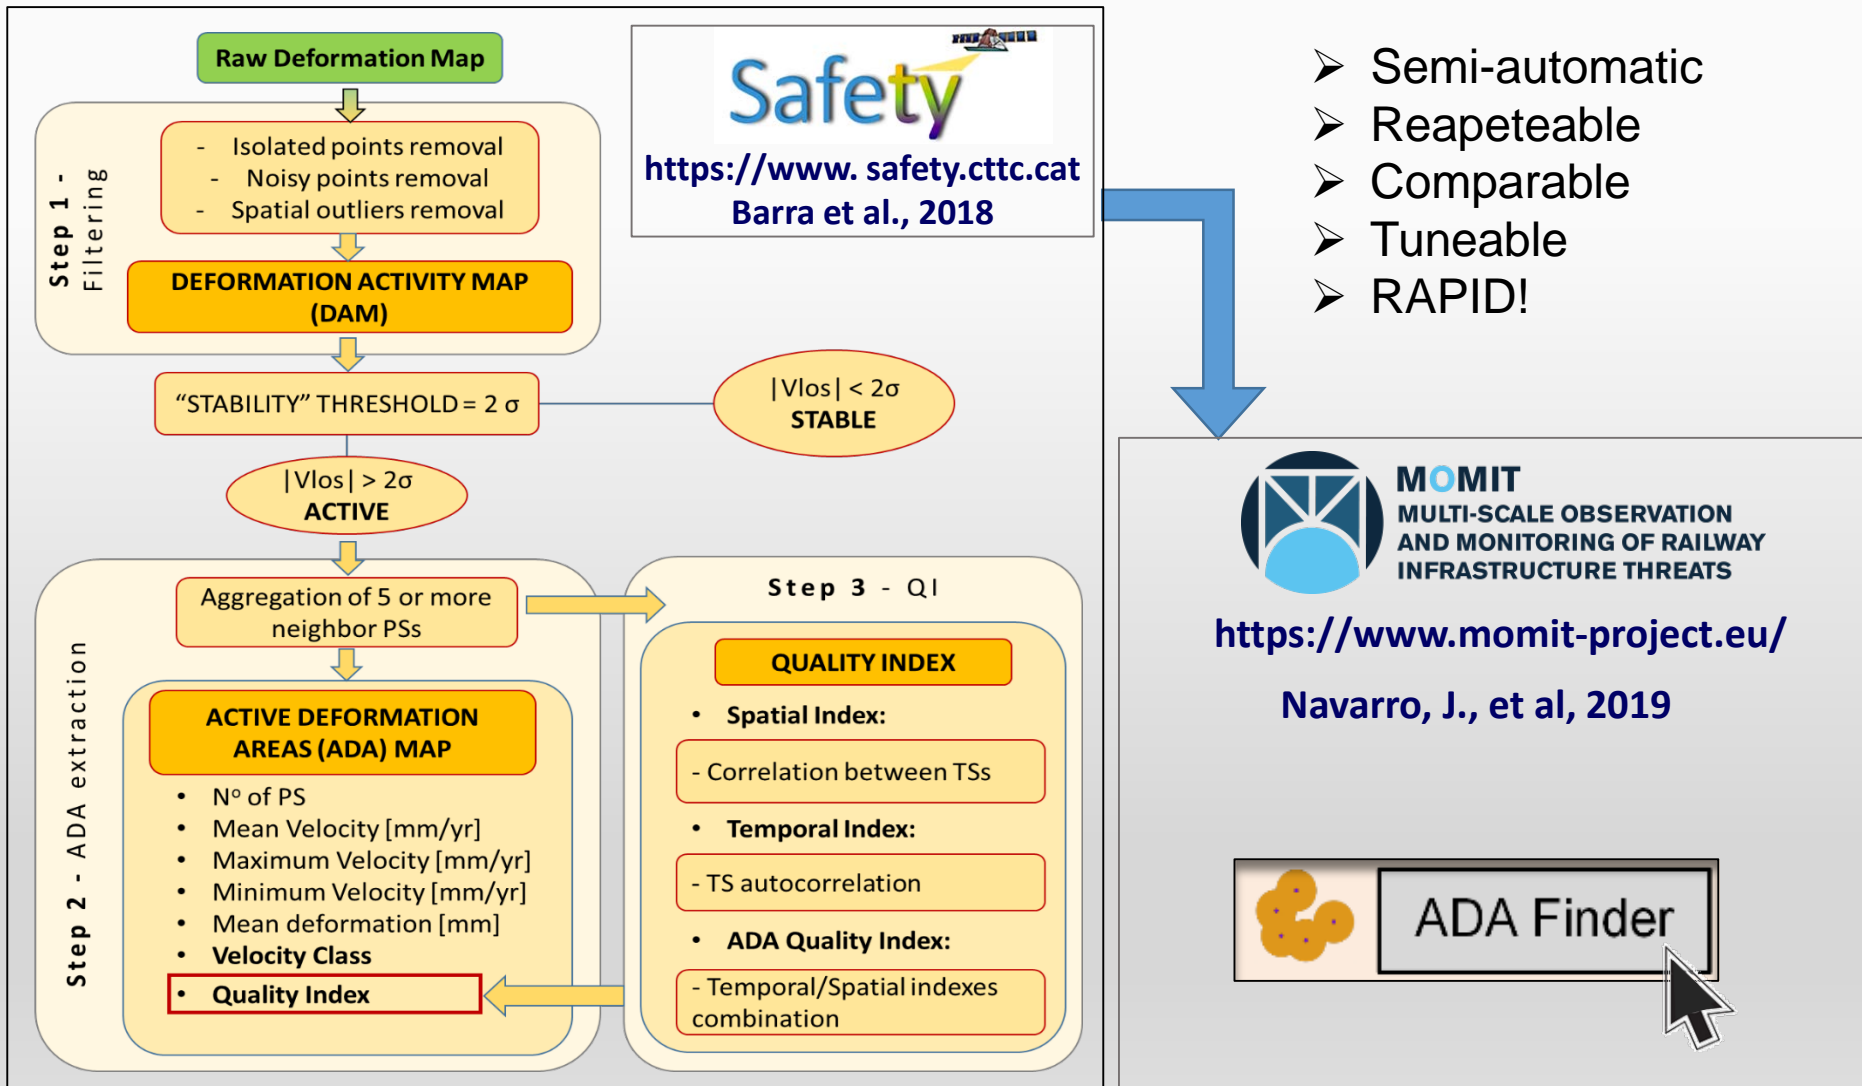 Raw Deformation Map
Step 1 -
Filtering
- Isolated points removal
- Noisy points removal
- Spatial outliers removal
DEFORMATION ACTIVITY MAP
(DAM)
“STABILITY” THRESHOLD = 2 σ
|Vlos| < 2σ
STABLE
|Vlos| > 2σ
ACTIVE
Step 2 - ADA extraction
Aggregation of 5 or more
neighbor PSs
ACTIVE DEFORMATION
AREAS (ADA) MAP
• Nº of PS
• Mean Velocity [mm/yr]
• Maximum Velocity [mm/yr]
• Minimum Velocity [mm/yr]
• Mean deformation [mm]
• Velocity Class
• Quality Index
Step 3 - QI
QUALITY INDEX
• Spatial Index:
- Correlation between TSs
• Temporal Index:
- TS autocorrelation
• ADA Quality Index:
- Temporal/Spatial indexes
combination
Safety
https://www. safety.cttc.cat
Barra et al., 2018
➢ Semi-automatic
➢ Reapeteable
➢ Comparable
➢ Tuneable
➢ RAPID!
MOMIT
MULTI-SCALE OBSERVATION
AND MONITORING OF RAILWAY
INFRASTRUCTURE THREATS
https://www.momit-project.eu/
Navarro, J., et al, 2019
ADA Finder